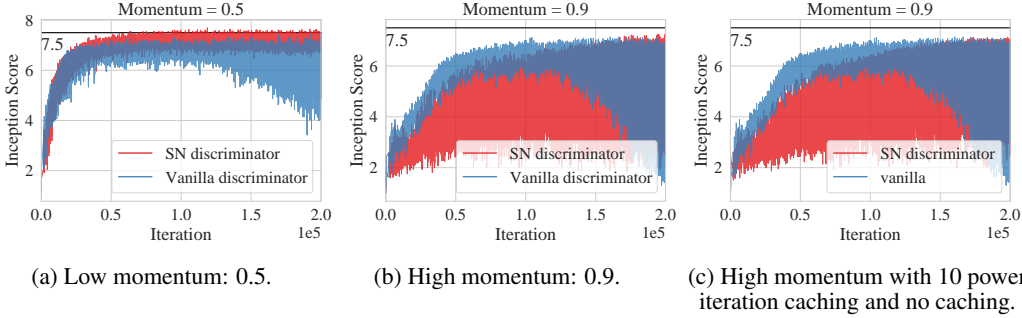 Momentum = 0.5
Inception Score
8
6
4
2
7.5
SN discriminator
Vanilla discriminator
0.0
0.5
1.0
1.5
2.0
1e5
Iteration
(a) Low momentum: 0.5.
Momentum = 0.9
Inception Score
6
4
2
7.5
SN discriminator
Vanilla discriminator
0.0
0.5
1.0
1.5
2.0
1e5
Iteration
(b) High momentum: 0.9.
Momentum = 0.9
Inception Score
6
4
2
7.5
SN discriminator
vanilla
0.0
0.5
1.0
1.5
2.0
1e5
Iteration
(c) High momentum with 10 power
iteration caching and no caching.